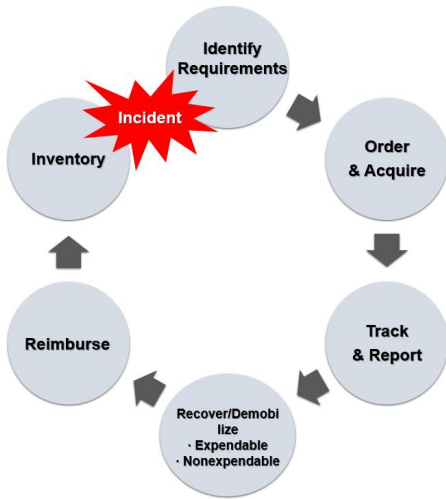 Identify
Requirements
Incident
Inventory
Order
& Acquire
Reimburse
Track
& Report
Recover/Demobi
lize
· Expendable
· Nonexpendable